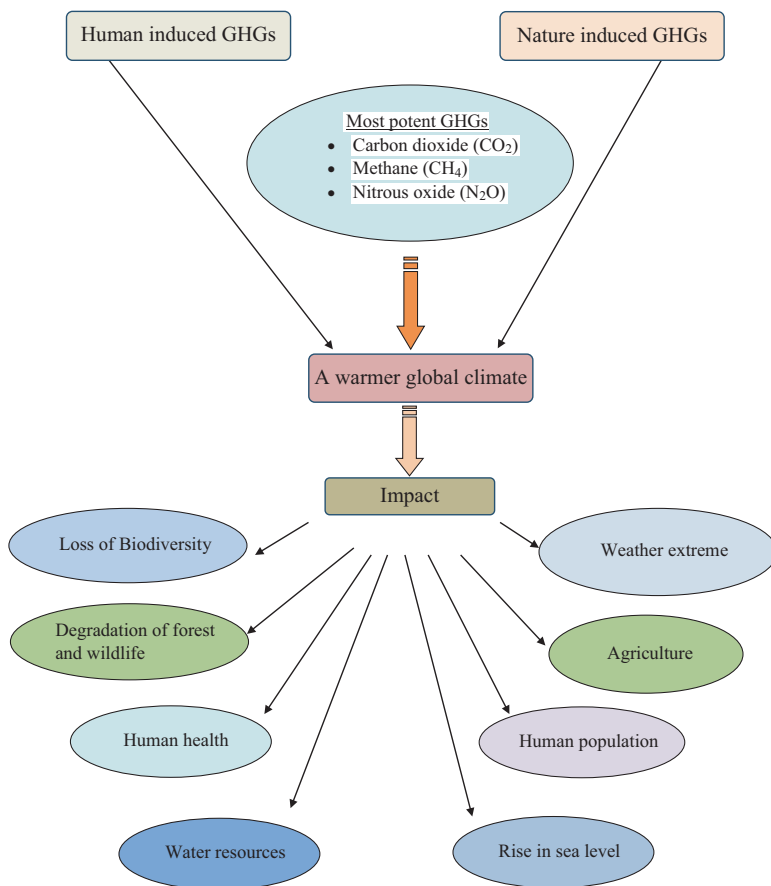 Human induced GHGs
Nature induced GHGs
Most potent GHGs
• Carbon dioxide (CO₂)
• Methane (CH₄)
• Nitrous oxide (N₂O)
A warmer global climate
Impact
Loss of Biodiversity
Weather extreme
Degradation of forest
and wildlife
Agriculture
Human health
Human population
Water resources
Rise in sea level